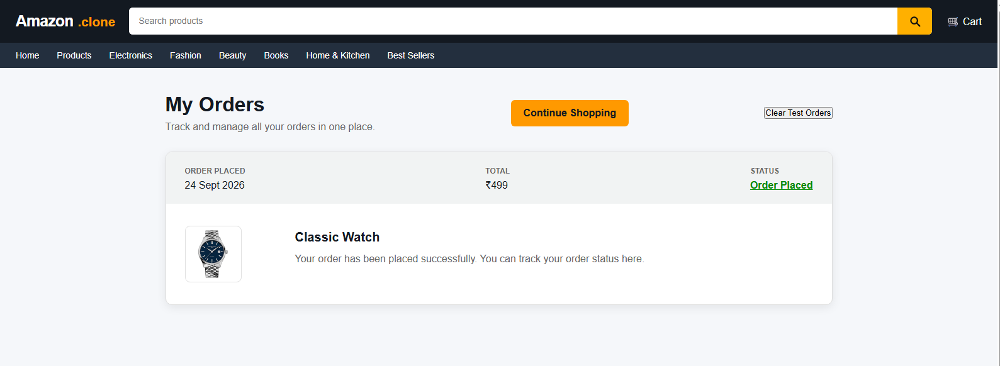 Amazon .clone
Search products
Cart
Home Products Electronics Fashion Beauty Books Home & Kitchen Best Sellers
My Orders
Track and manage all your orders in one place.
Continue Shopping
Clear Test Orders
ORDER PLACED TOTAL STATUS
24 Sept 2026 ₹499 Order Placed
Classic Watch
Your order has been placed successfully. You can track your order status here.